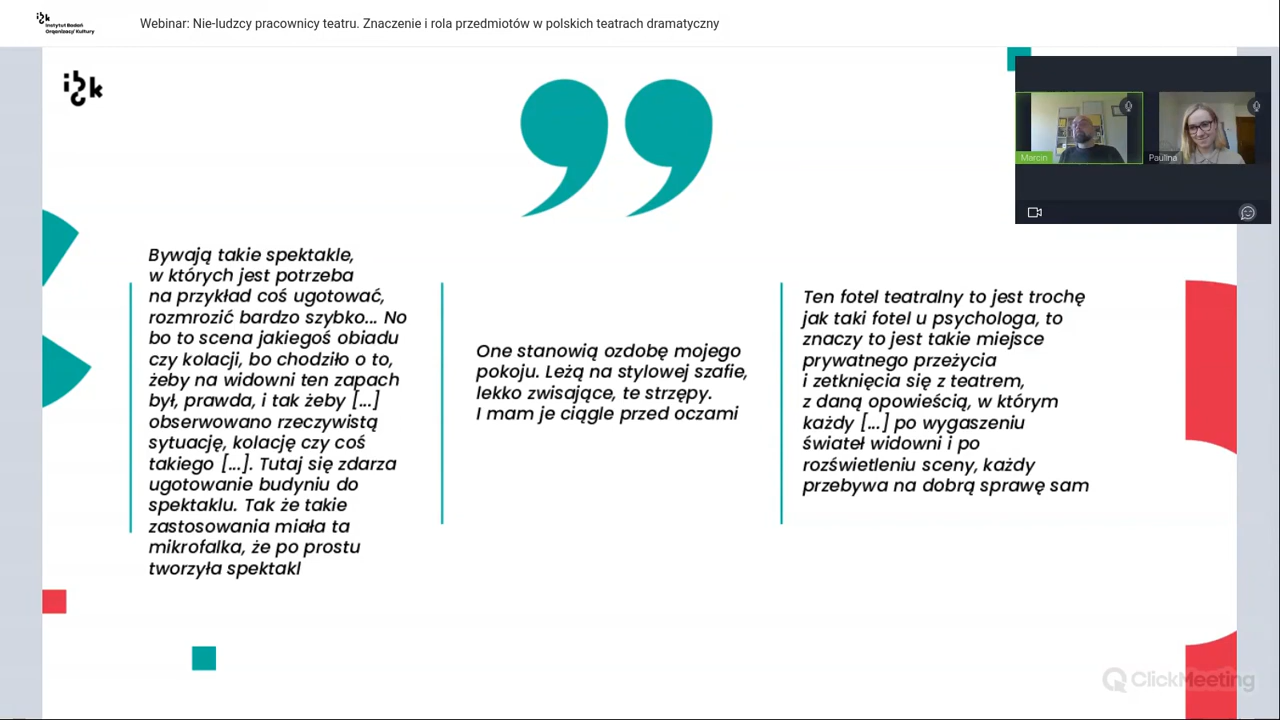 i b k
Instytut Badań
Organizacji Kultury
Webinar: Nie-ludzcy pracownicy teatru. Znaczenie i rola przedmiotów w polskich teatrach dramatyczny
Marcin
Paulina
Bywają takie spektakle,
w których jest potrzeba
na przykład coś ugotować,
rozmrozić bardzo szybko... No
bo to scena jakiegoś obiadu
czy kolacji, bo chodziło o to,
żeby na widowni ten zapach
był, prawda, i tak żeby [...]
obserwowano rzeczywistą
sytuację, kolację czy coś
takiego [...]. Tutaj się zdarza
ugotowanie budyniu do
spektaklu. Tak że takie
zastosowania miała ta
mikrofalka, że po prostu
tworzyła spektakl
One stanowią ozdobę mojego
pokoju. Leżą na stylowej szafie,
lekko zwisające, te strzępy.
I mam je ciągle przed oczami
Ten fotel teatralny to jest trochę
jak taki fotel u psychologa, to
znaczy to jest takie miejsce
prywatnego przeżycia
i zetknięcia się z teatrem,
z daną opowieścią, w którym
każdy [...] po wygaszeniu
świateł widowni i po
rozświetleniu sceny, każdy
przebywa na dobrą sprawę sam
ClickMeeting